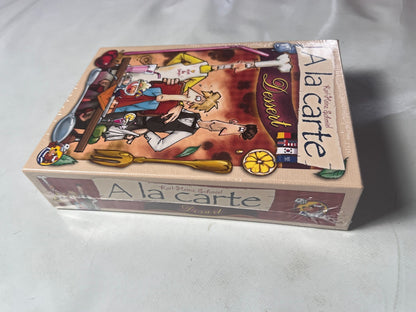 A la carte
Karl-Heinz Schmiel
Dessert
A la carte
Karl-Heinz Schmiel
Dessert